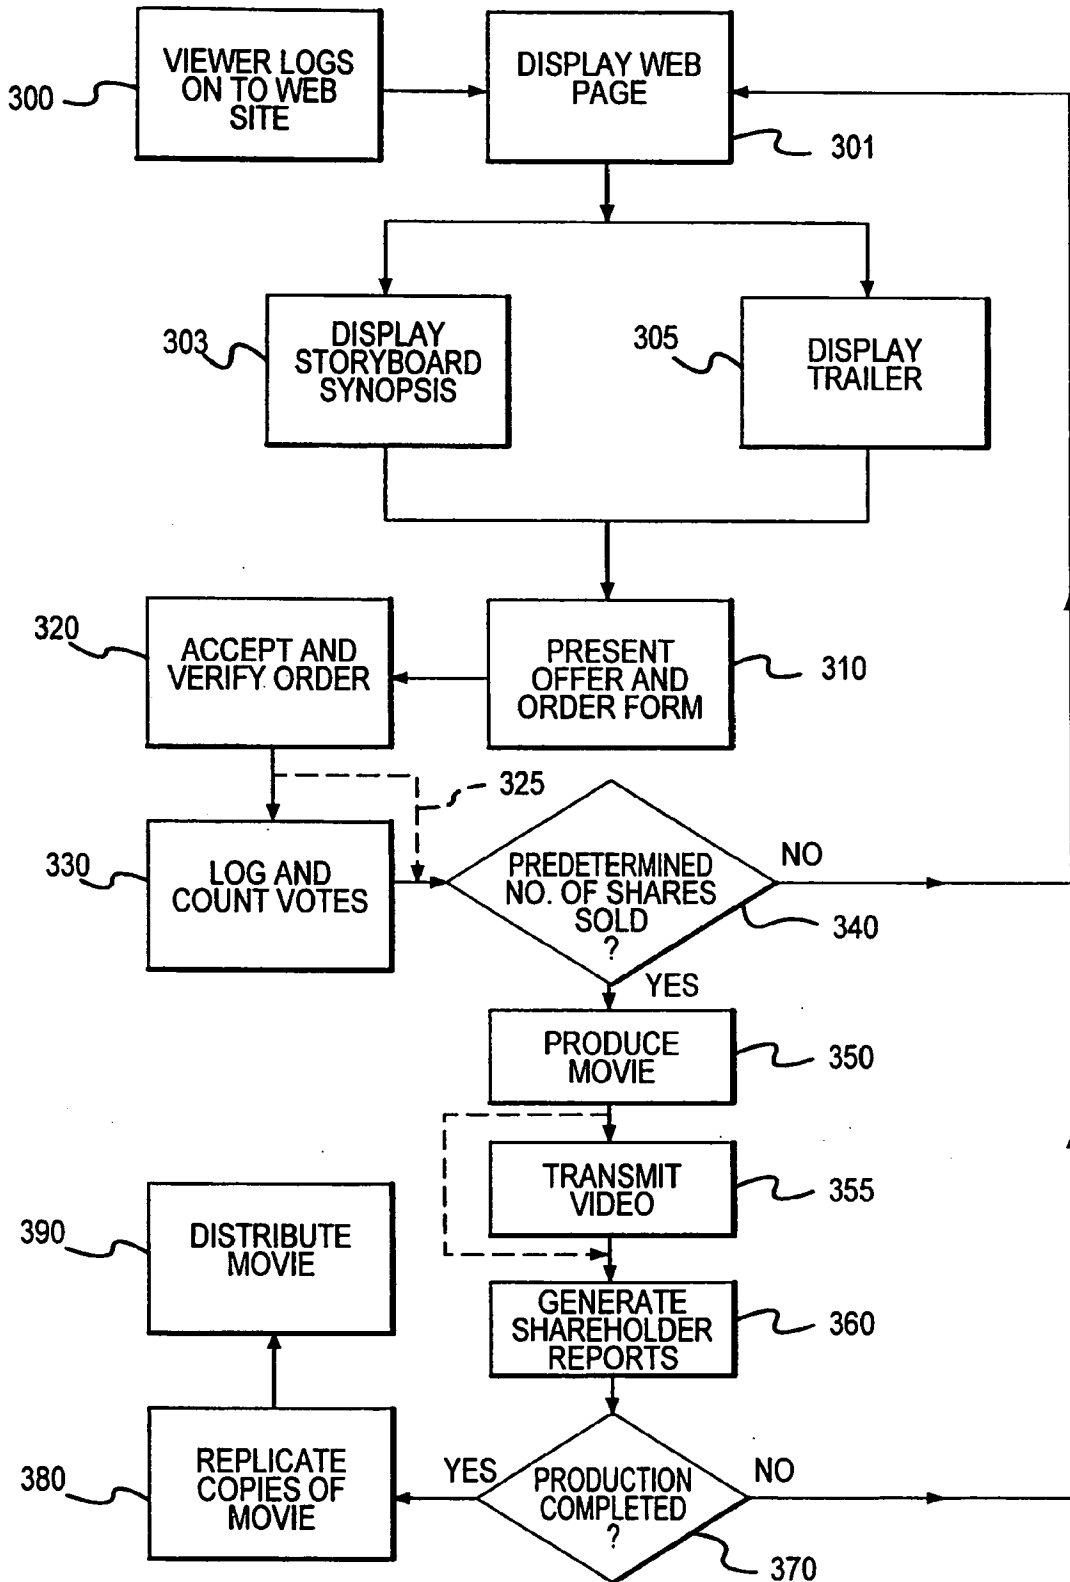 VIEWER LOGS
ON TO WEB
SITE
300
DISPLAY WEB
PAGE
301
303
DISPLAY
STORYBOARD
SYNOPSIS
305
DISPLAY
TRAILER
320
ACCEPT AND
VERIFY ORDER
PRESENT
OFFER AND
ORDER FORM
310
325
330
LOG AND
COUNT VOTES
PREDETERMINED
NO. OF SHARES
SOLD
?
NO
340
YES
PRODUCE
MOVIE
350
TRANSMIT
VIDEO
355
390
DISTRIBUTE
MOVIE
GENERATE
SHAREHOLDER
REPORTS
360
380
REPLICATE
COPIES OF
MOVIE
YES
PRODUCTION
COMPLETED
?
NO
370